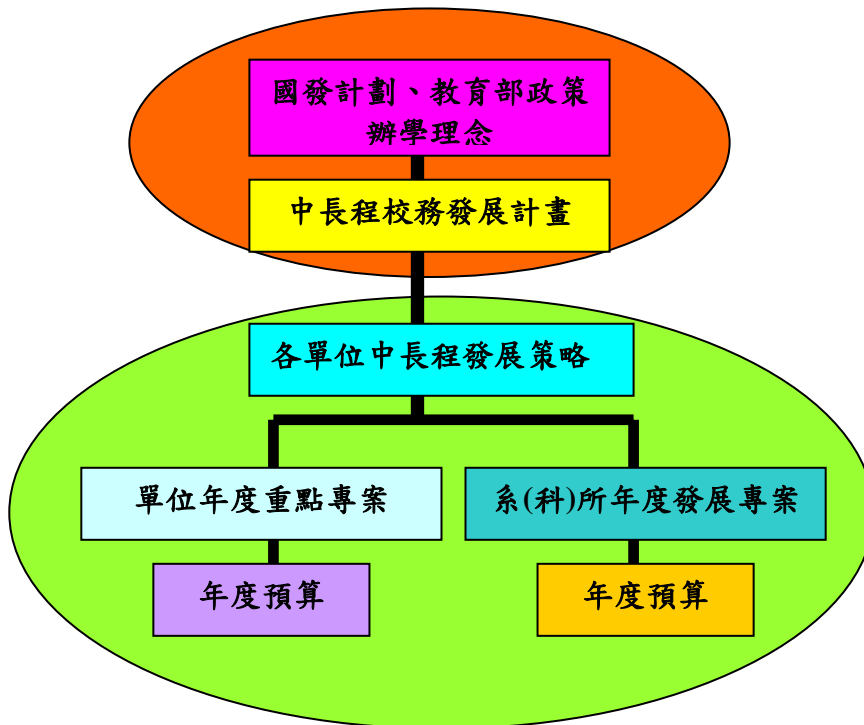 國發計劃、教育部政策
辦學理念
中長程校務發展計畫
各單位中長程發展策略
單位年度重點專案
系(科)所年度發展專案
年度預算
年度預算